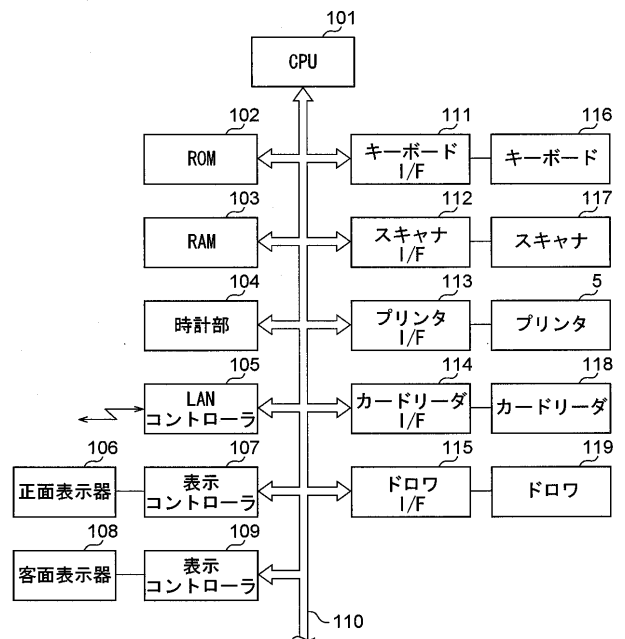 101
CPU
102
ROM
111
キーボード
I/F
116
キーボード
103
RAM
112
スキャナ
I/F
117
スキャナ
104
時計部
113
プリンタ
I/F
5
プリンタ
105
LAN
コントローラ
114
カードリーダ
I/F
118
カードリーダ
106
正面表示器
107
表示
コントローラ
115
ドロワ
I/F
119
ドロワ
108
客面表示器
109
表示
コントローラ
110